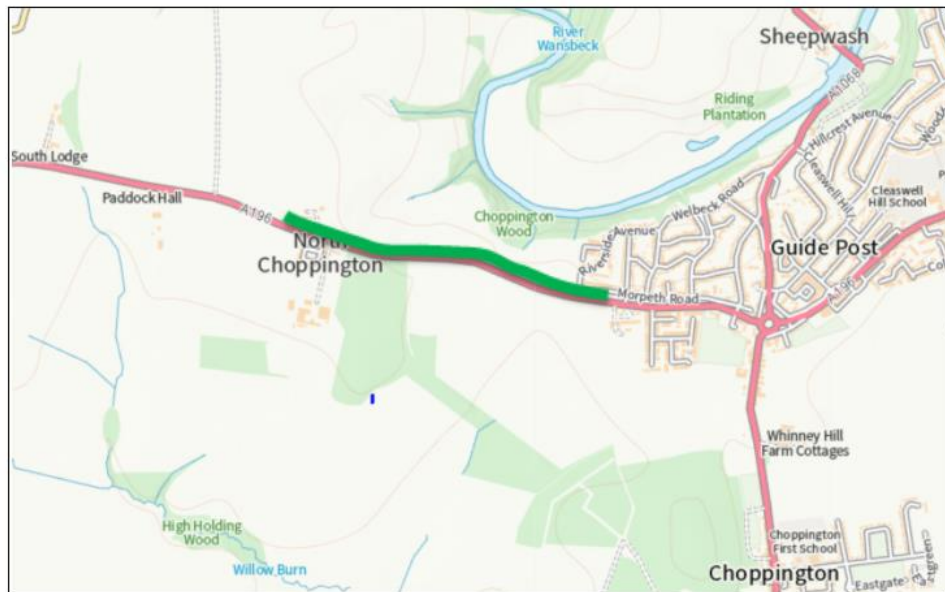 Sheepwash
River
Wansbeck
A1068
Riding
Plantation
Hillcrest Avenue
South Lodge
Paddock Hall
A196
Cleaswell Hill
Cleaswell
Hill School
Welbeck Road
Choppington
Wood
Riverside Avenue
North
Choppington
Guide Post
A196
Morpeth Road
Whinney Hill
Farm Cottages
High Holding
Wood
Willow Burn
Choppington
First School
Choppington
Eastgate